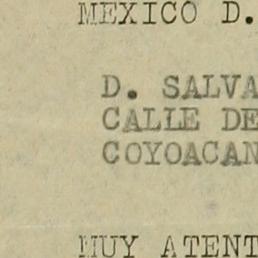 MEXICO D.
D. SALVA
CALLE DE
COYOACAN
MUY ATENT